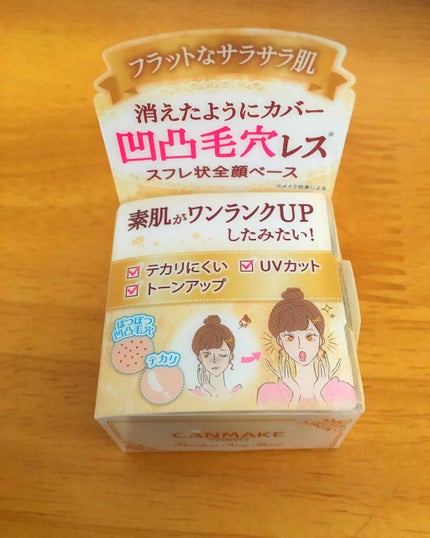 フラットなサラサラ肌
消えたようにカバー
凹凸毛穴レス※
スフレ状全顔ベース
※メイク効果による
素肌がワンランクUP
したみたい!
テカリにくい UVカット
トーンアップ
ぽつぽつ
凹凸毛穴
テカリ
CANMAKE
TOKYO